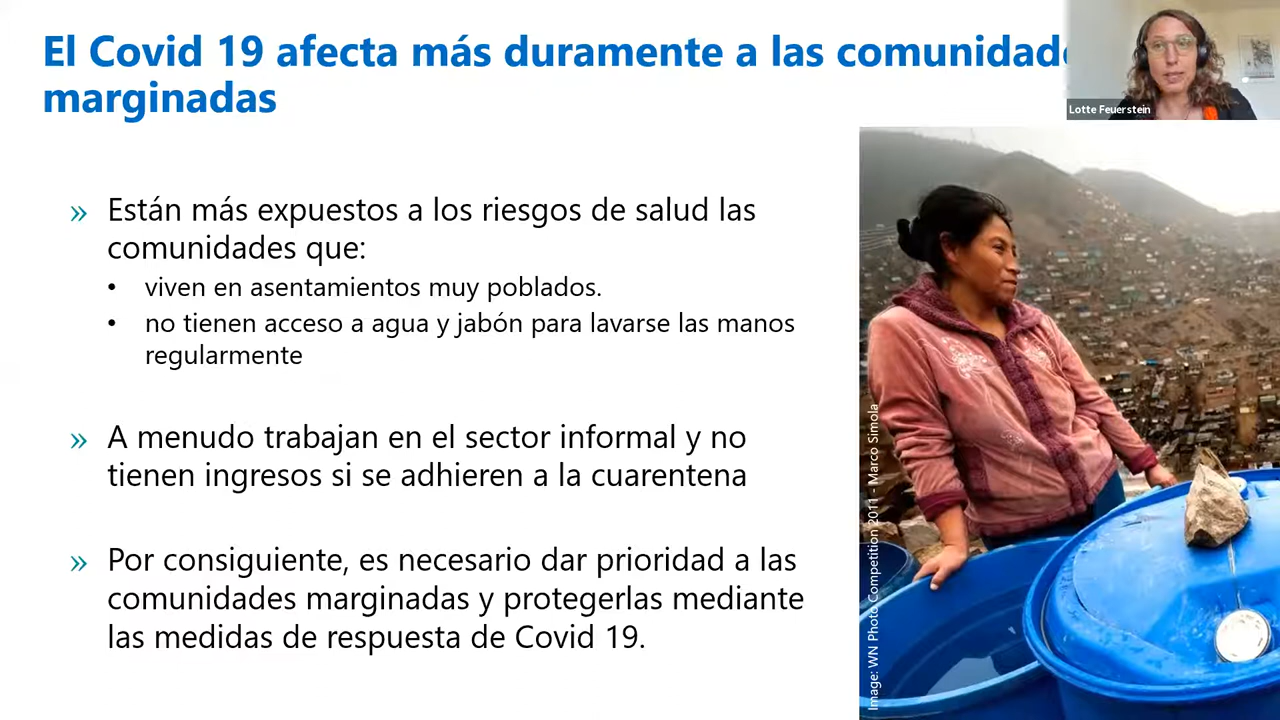 El Covid 19 afecta más duramente a las comunidad
marginadas
Lotte Feuerstein
» Están más expuestos a los riesgos de salud las
comunidades que:
• viven en asentamientos muy poblados.
• no tienen acceso a agua y jabón para lavarse las manos
regularmente
» A menudo trabajan en el sector informal y no
tienen ingresos si se adhieren a la cuarentena
» Por consiguiente, es necesario dar prioridad a las
comunidades marginadas y protegerlas mediante
las medidas de respuesta de Covid 19.
Image: WN Photo Competition 2011 - Marco Simola